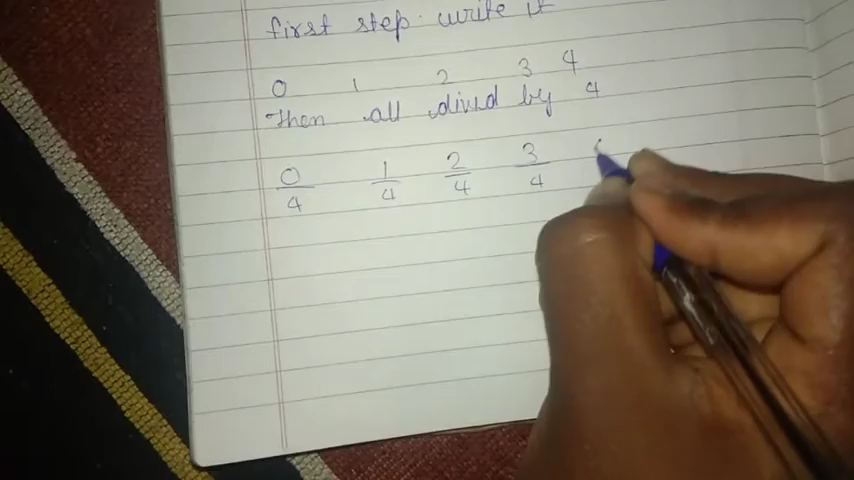 first step. write it
0 1 2 3 4
Then all divid by 4
0/4 1/4 2/4 3/4